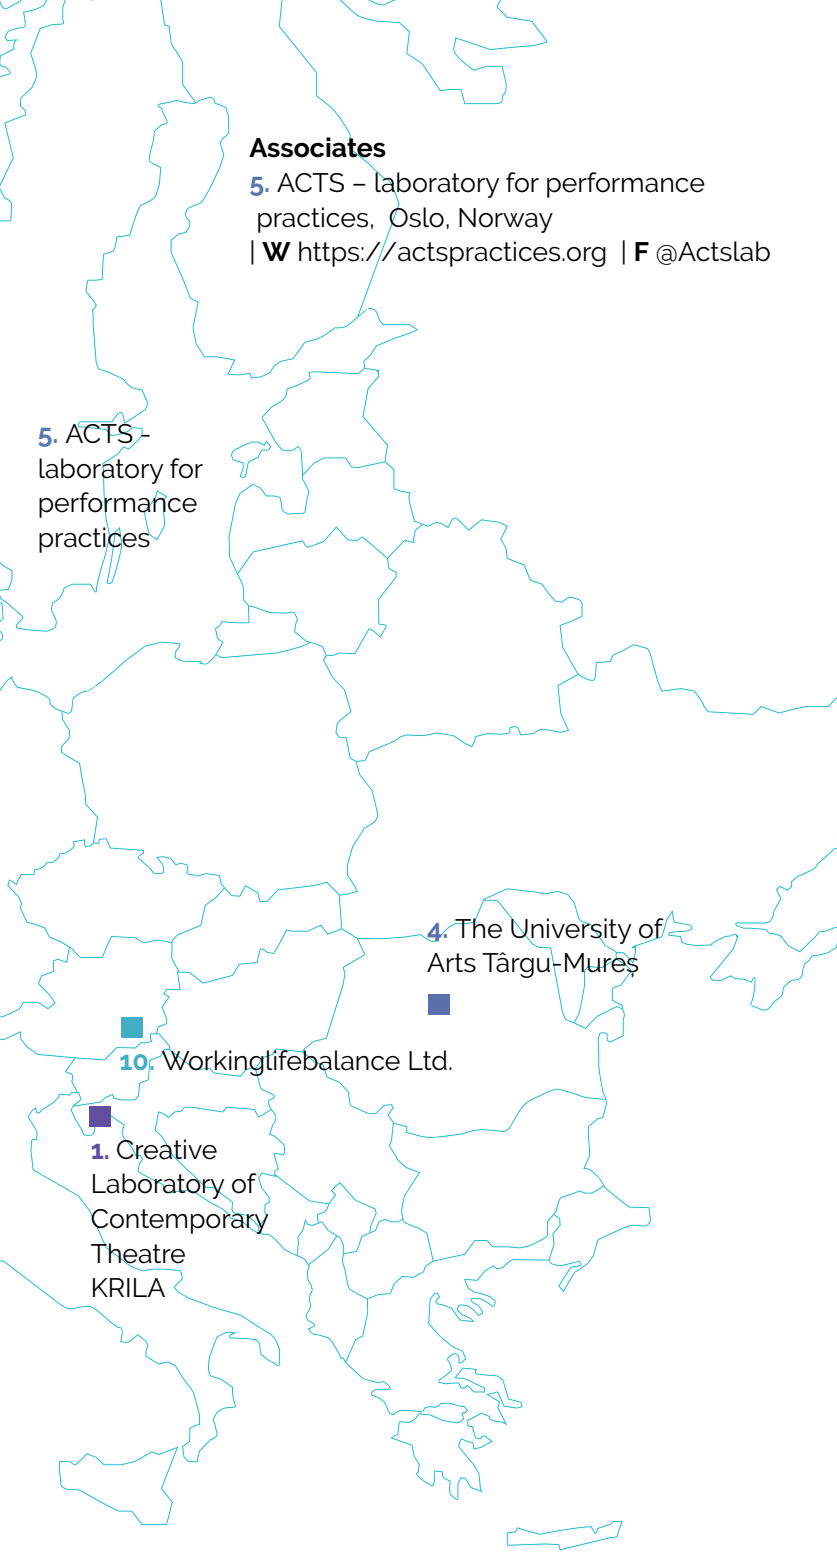 Associates
5. ACTS – laboratory for performance
practices, Oslo, Norway
| W https://actspractices.org | F @Actslab
5. ACTS -
laboratory for
performance
practices
4. The University of
Arts Târgu-Mureș
10. Workinglifebalance Ltd.
1. Creative
Laboratory of
Contemporary
Theatre
KRILA